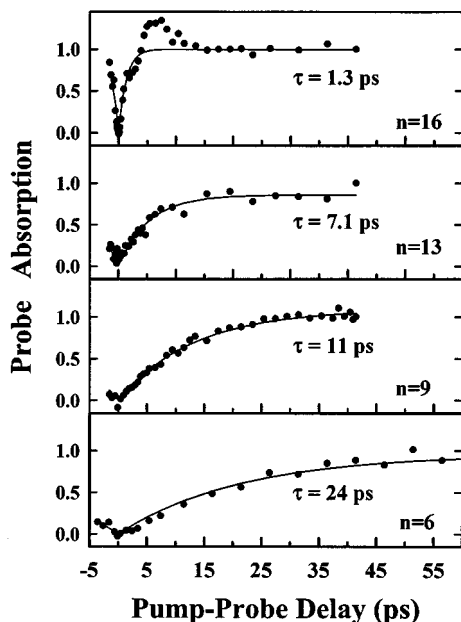 1.0
0.5
0.0
τ = 1.3 ps
n=16
1.0
0.5
0.0
τ = 7.1 ps
n=13
1.0
0.5
0.0
τ = 11 ps
n=9
1.0
0.5
0.0
τ = 24 ps
n=6
-5 5 15 25 35 45 55
Pump-Probe Delay (ps)
Probe Absorption